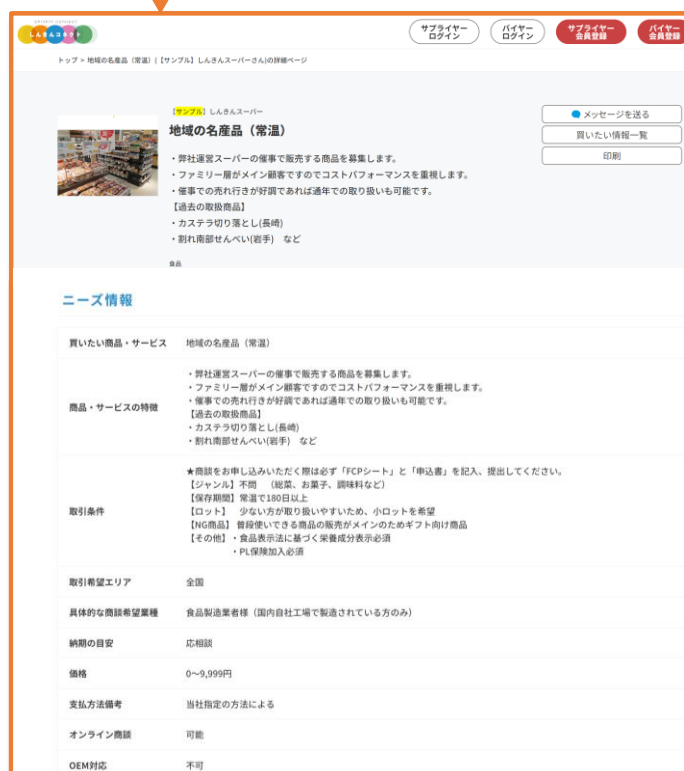 しんきんコネクト
サプライヤー
ログイン
バイヤー
ログイン
サプライヤー
会員登録
バイヤー
会員登録
トップ > 地域の名産品（常温）|【サンプル】しんきんスーパーさん|の詳細ページ
【サンプル】しんきんスーパー
地域の名産品（常温）
・弊社運営スーパーの催事で販売する商品を募集します。
・ファミリー層がメイン顧客ですのでコストパフォーマンスを重視します。
・催事での売れ行きが好調であれば通年での取り扱いも可能です。
【過去の取扱商品】
・カステラ切り落とし(長崎)
・割れ南部せんべい(岩手)　など
食品
メッセージを送る
買いたい情報一覧
印刷
ニーズ情報
買いたい商品・サービス　地域の名産品（常温）
商品・サービスの特徴
・弊社運営スーパーの催事で販売する商品を募集します。
・ファミリー層がメイン顧客ですのでコストパフォーマンスを重視します。
・催事での売れ行きが好調であれば通年での取り扱いも可能です。
【過去の取扱商品】
・カステラ切り落とし(長崎)
・割れ南部せんべい(岩手)　など
取引条件
★商談をお申し込みいただく際は必ず「FCPシート」と「申込書」を記入、提出してください。
【ジャンル】不問　（総菜、お菓子、調味料など）
【保存期間】常温で180日以上
【ロット】　少ない方が取り扱いやすいため、小ロットを希望
【NG商品】普段使いできる商品の販売がメインのためギフト向け商品
【その他】・食品表示法に基づく栄養成分表示必須
・PL保険加入必須
取引希望エリア　全国
具体的な商談希望業種　食品製造業者様（国内自社工場で製造されている方のみ）
納期の目安　応相談
価格　0～9,999円
支払方法備考　当社指定の方法による
オンライン商談　可能
OEM対応　不可